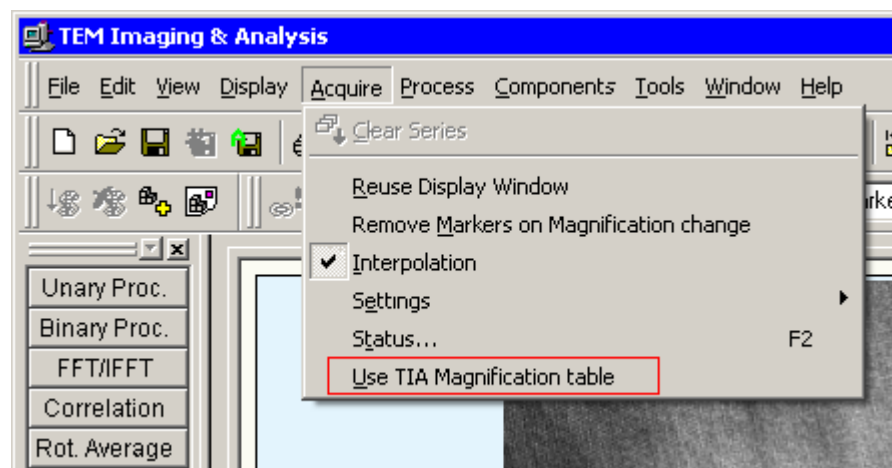 TEM Imaging & Analysis
File Edit View Display Acquire Process Components Tools Window Help
Clear Series
Reuse Display Window
Remove Markers on Magnification change
Interpolation
Settings
Status... F2
Use TIA Magnification table
Unary Proc.
Binary Proc.
FFT/IFFT
Correlation
Rot. Average